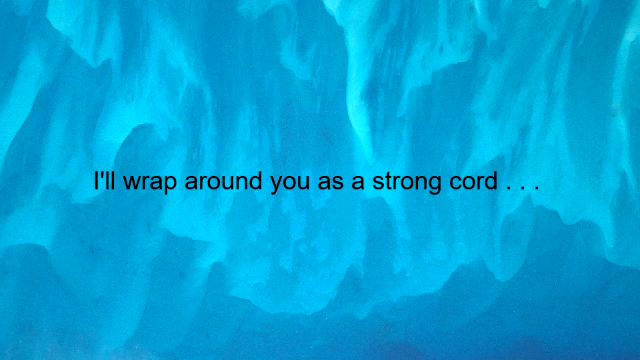 I'll wrap around you as a strong cord . . .